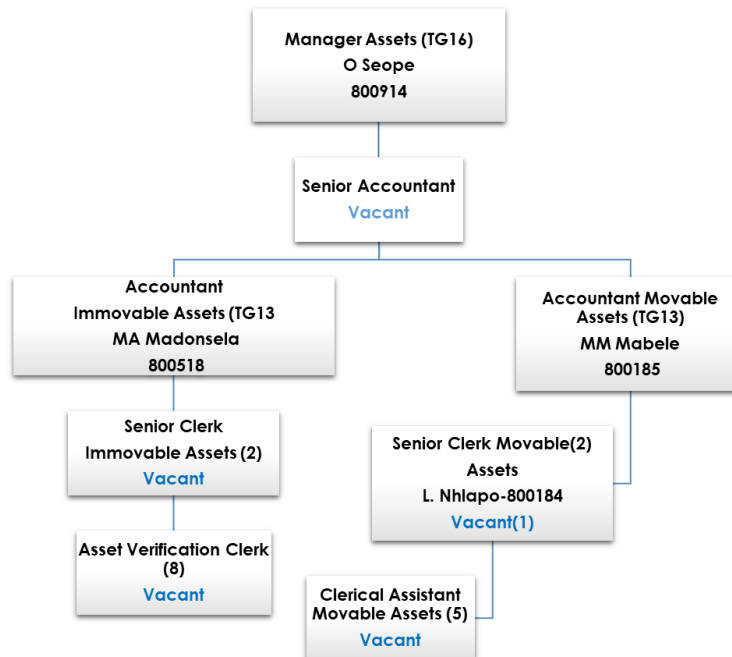 Manager Assets (TG16)
O Seope
800914
Senior Accountant
Vacant
Accountant
Immovable Assets (TG13
MA Madonsela
800518
Accountant Movable
Assets (TG13)
MM Mabele
800185
Senior Clerk
Immovable Assets (2)
Vacant
Senior Clerk Movable(2)
Assets
L. Nhlapo-800184
Vacant(1)
Asset Verification Clerk
(8)
Vacant
Clerical Assistant
Movable Assets (5)
Vacant